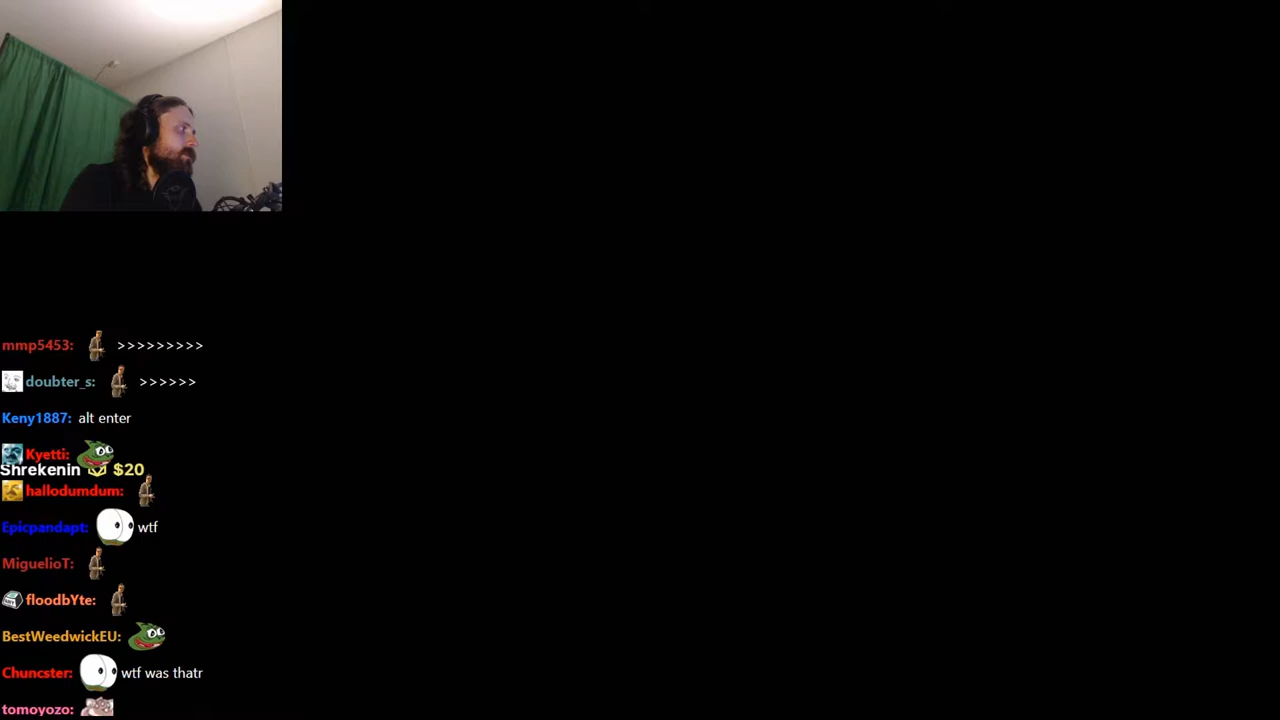 mmp5453: >>>>>>>>>
doubter_s: >>>>>>
Keny1887: alt enter
Kyetti:
Shrekenin $20
hallodumdum:
Epicpandapt: wtf
MiguelioT:
floodbYte:
BestWeedwickEU:
Chuncster: wtf was thatr
tomoyozo: